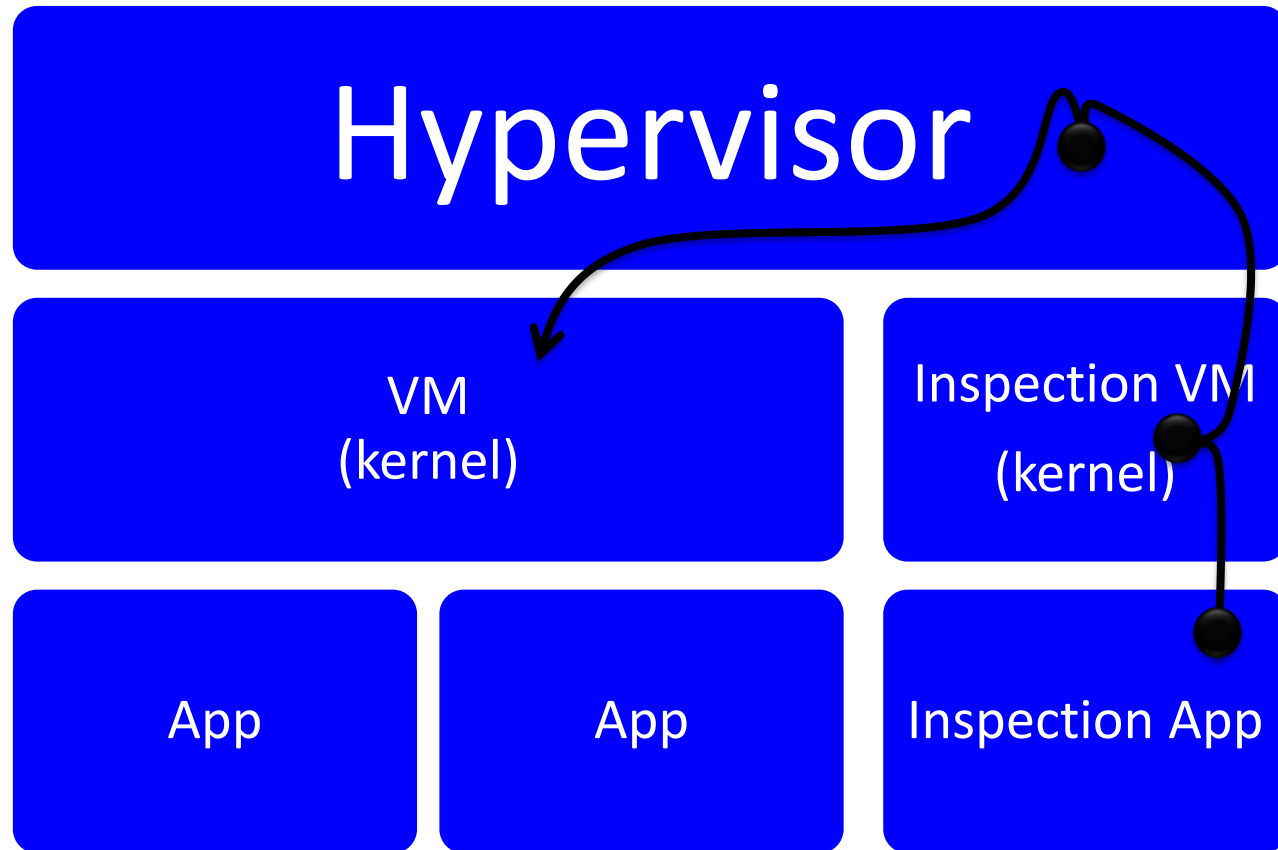 Hypervisor
VM
(kernel)
Inspection VM
(kernel)
App
App
Inspection App